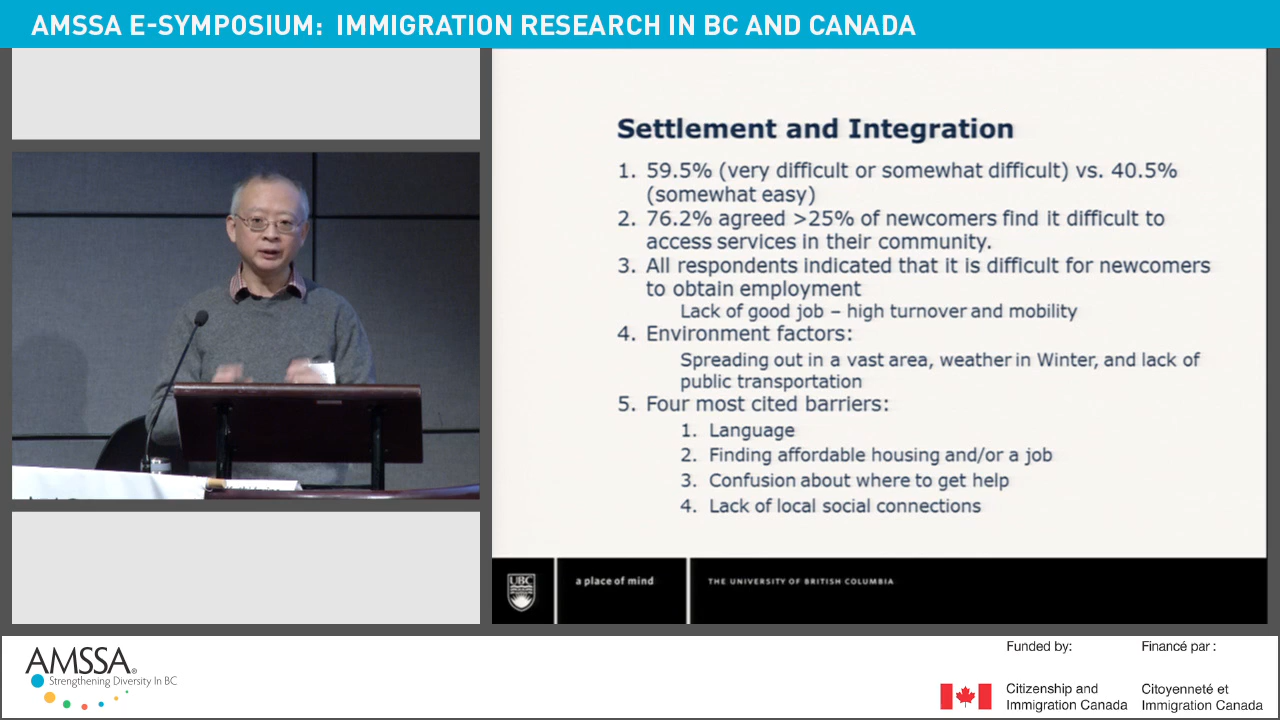 AMSSA E-SYMPOSIUM: IMMIGRATION RESEARCH IN BC AND CANADA
Settlement and Integration
1. 59.5% (very difficult or somewhat difficult) vs. 40.5%
(somewhat easy)
2. 76.2% agreed >25% of newcomers find it difficult to
access services in their community.
3. All respondents indicated that it is difficult for newcomers
to obtain employment
Lack of good job – high turnover and mobility
4. Environment factors:
Spreading out in a vast area, weather in Winter, and lack of
public transportation
5. Four most cited barriers:
1. Language
2. Finding affordable housing and/or a job
3. Confusion about where to get help
4. Lack of local social connections
UBC
a place of mind
THE UNIVERSITY OF BRITISH COLUMBIA
AMSSA®
Strengthening Diversity In BC
Funded by:
Citizenship and
Immigration Canada
Financé par :
Citoyenneté et
Immigration Canada